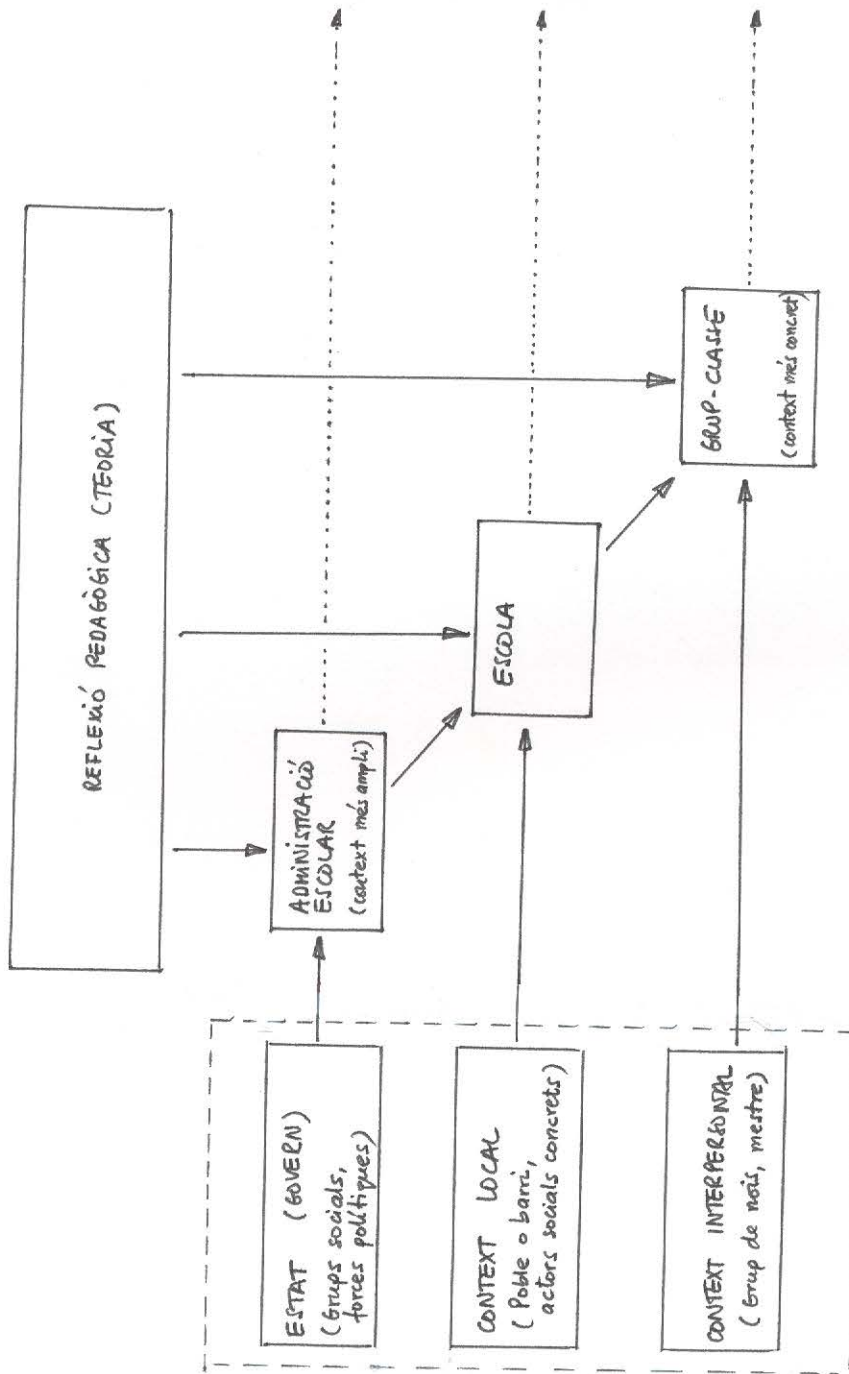 REFLEXIÓ PEDAGÒGICA (TEORIA)
ESTAT (GOVERN)
(Grups socials,
forces polítiques)
ADMINISTRACIÓ
ESCOLAR
(context més ampli)
CONTEXT LOCAL
(Poble o barri,
actors socials concrets)
ESCOLA
CONTEXT INTERPERSONAL
(Grup de nois, mestre)
GRUP-CLASSE
(context més concret)